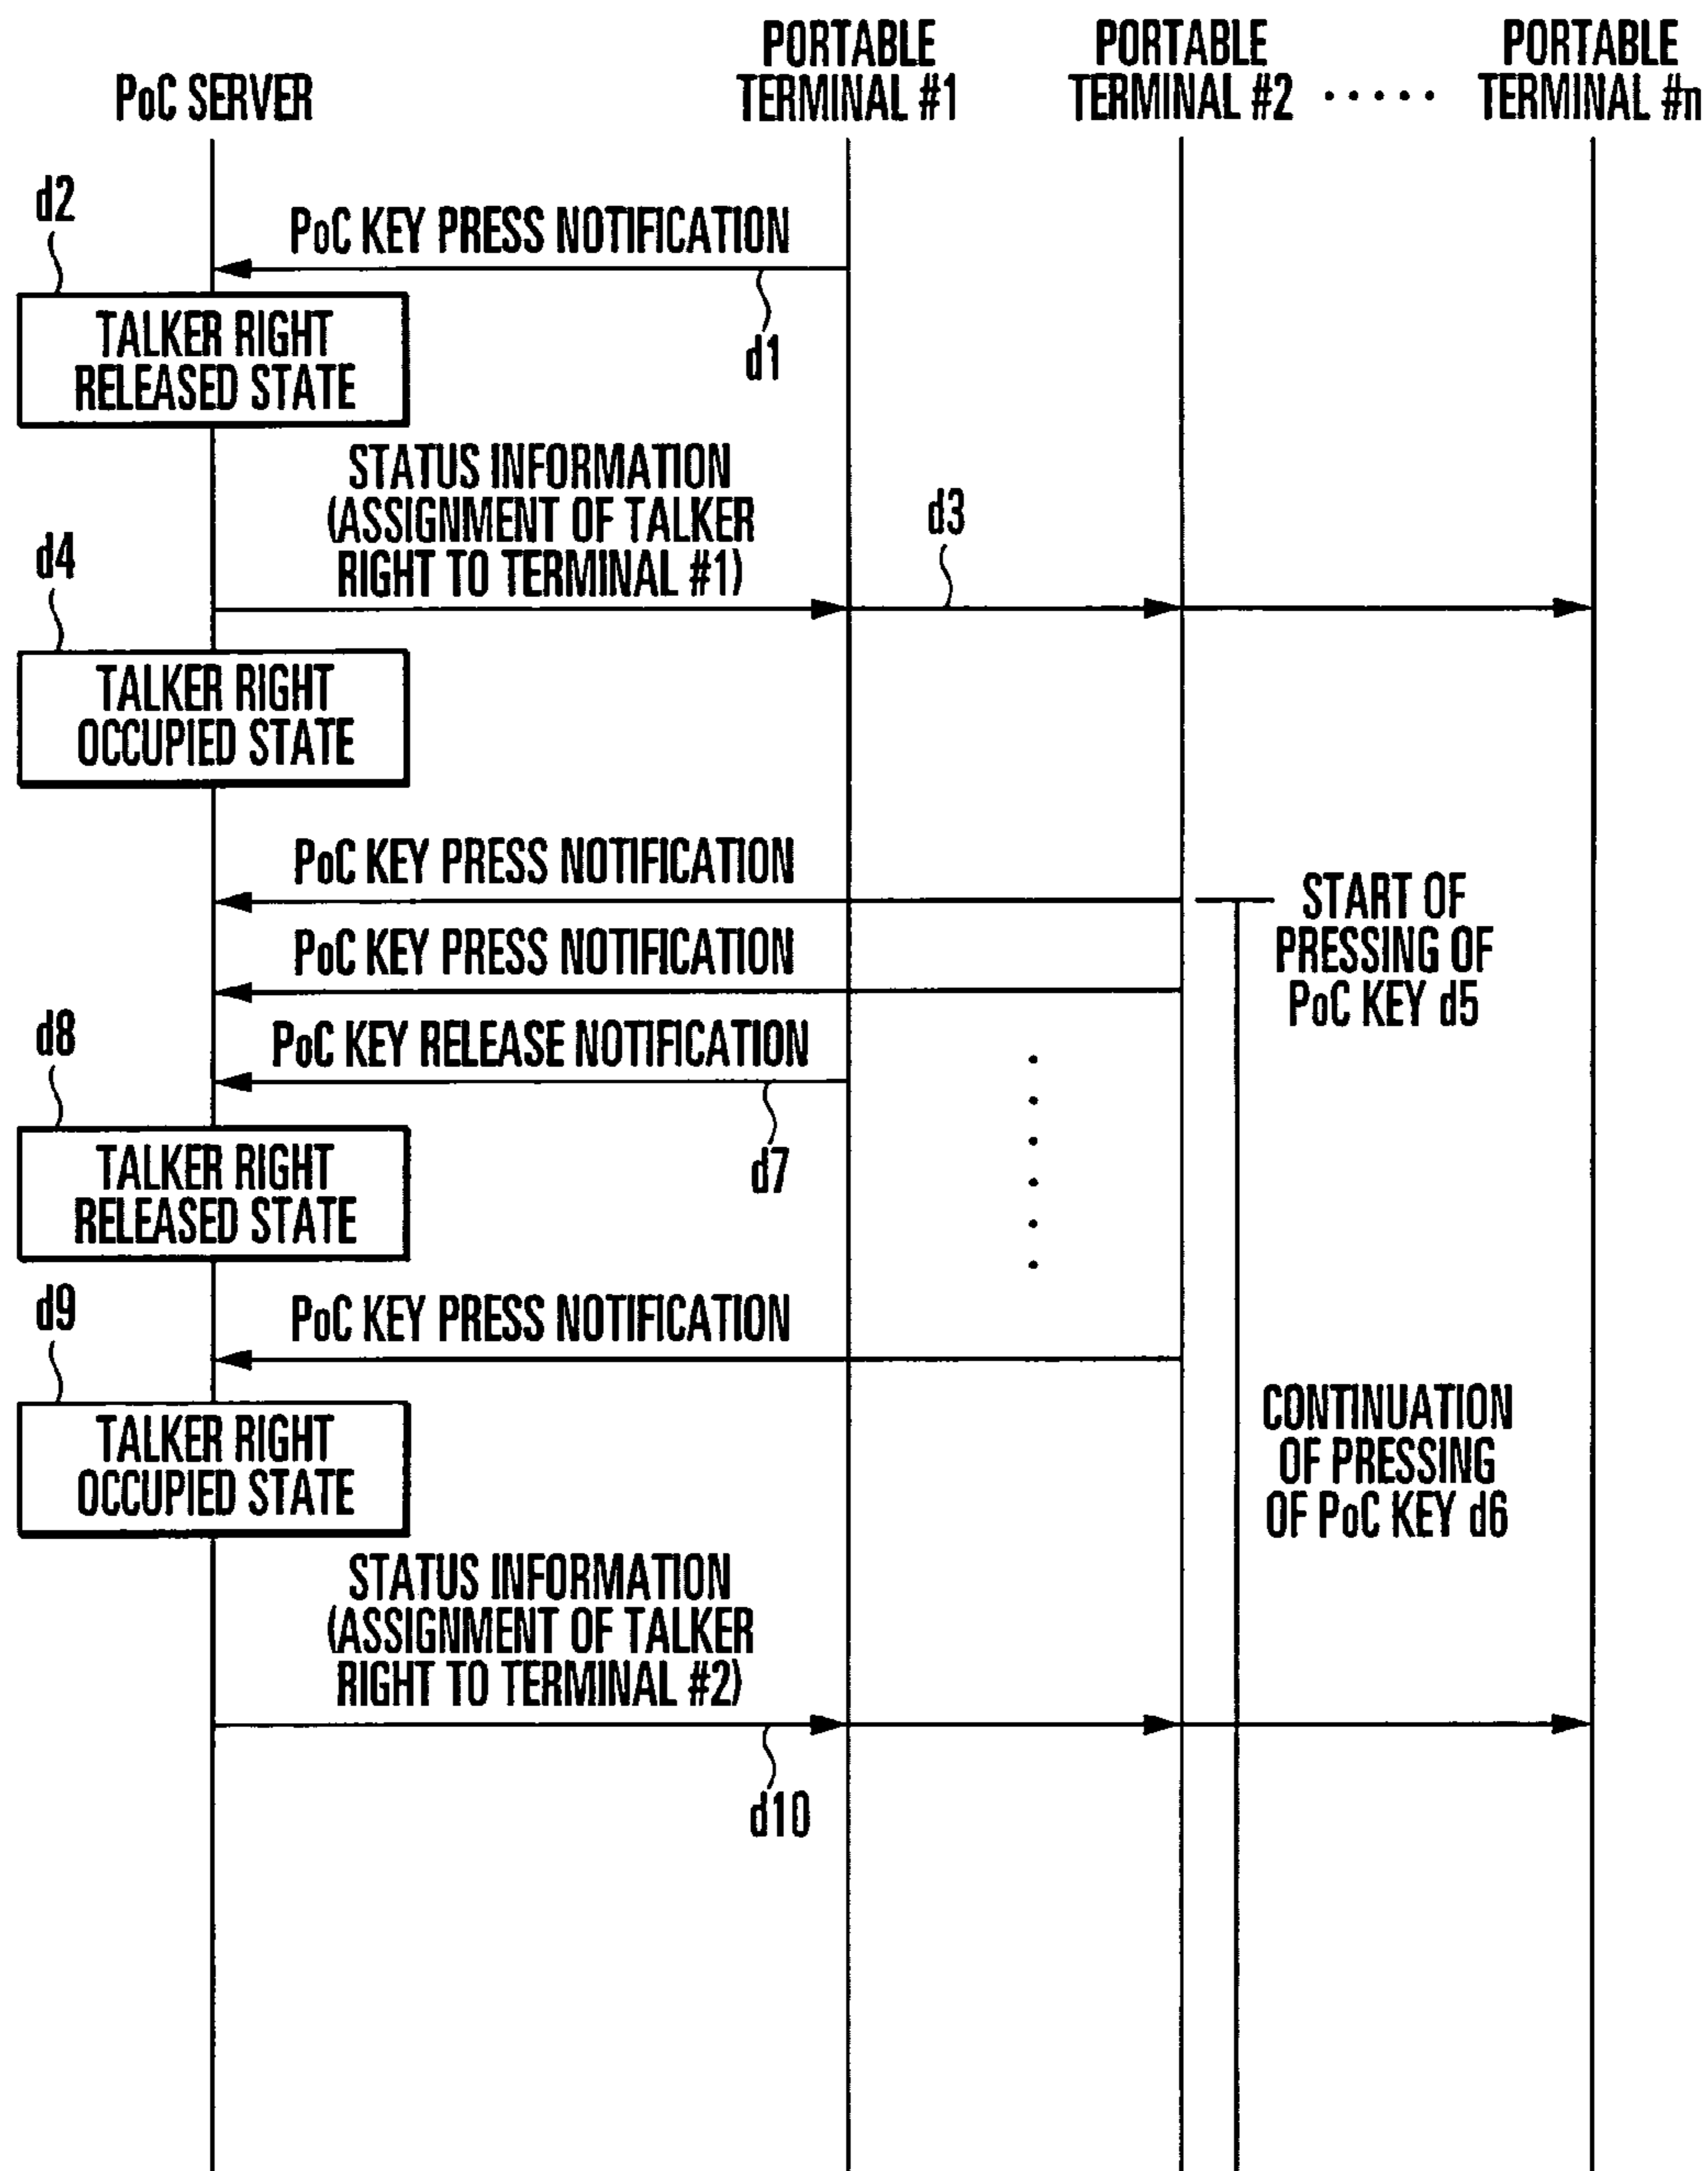 PoC SERVER
PORTABLE
TERMINAL #1
PORTABLE
TERMINAL #2
.....
PORTABLE
TERMINAL #n
d2
PoC KEY PRESS NOTIFICATION
d1
TALKER RIGHT
RELEASED STATE
STATUS INFORMATION
(ASSIGNMENT OF TALKER
RIGHT TO TERMINAL #1)
d3
d4
TALKER RIGHT
OCCUPIED STATE
PoC KEY PRESS NOTIFICATION
START OF
PRESSING OF
PoC KEY d5
PoC KEY PRESS NOTIFICATION
d8
PoC KEY RELEASE NOTIFICATION
d7
TALKER RIGHT
RELEASED STATE
d9
PoC KEY PRESS NOTIFICATION
TALKER RIGHT
OCCUPIED STATE
CONTINUATION
OF PRESSING
OF PoC KEY d6
STATUS INFORMATION
(ASSIGNMENT OF TALKER
RIGHT TO TERMINAL #2)
d10